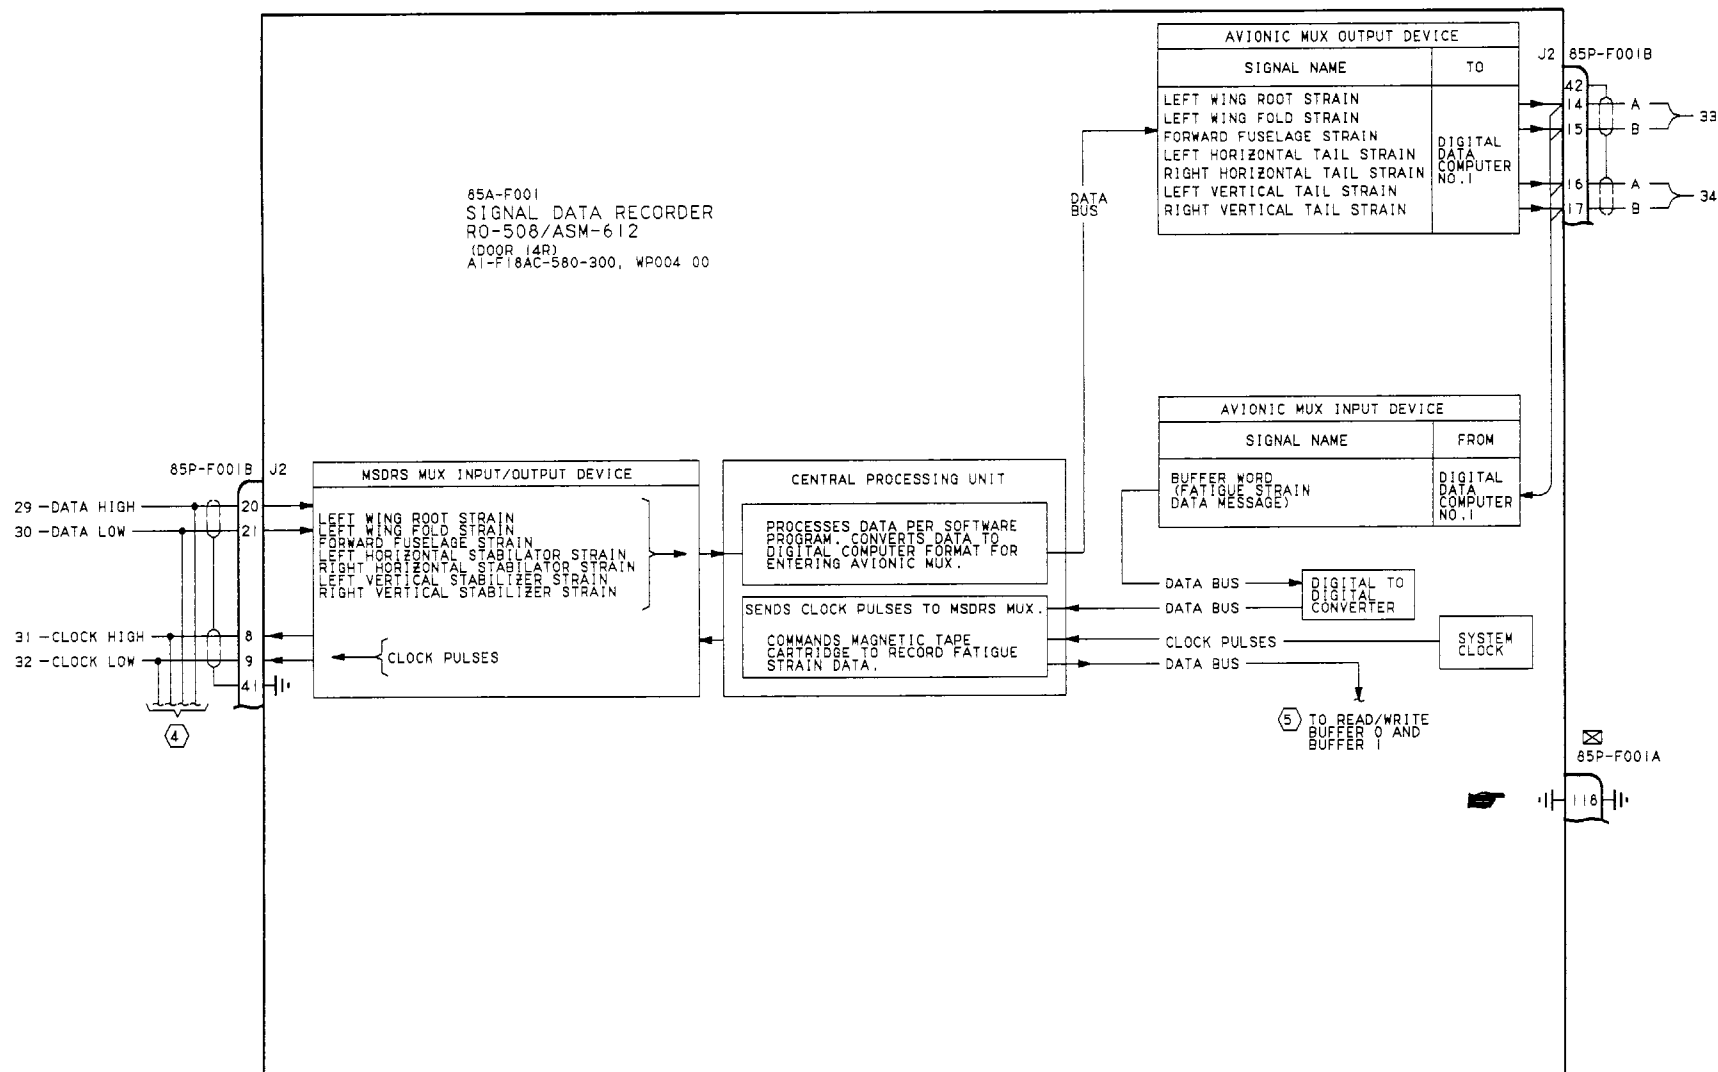 AVIONIC MUX OUTPUT DEVICE
SIGNAL NAME
TO
LEFT WING ROOT STRAIN
LEFT WING FOLD STRAIN
FORWARD FUSELAGE STRAIN
LEFT HORIZONTAL TAIL STRAIN
RIGHT HORIZONTAL TAIL STRAIN
LEFT VERTICAL TAIL STRAIN
RIGHT VERTICAL TAIL STRAIN
DIGITAL
DATA
COMPUTER
NO.1
J2 85P-F001B
42
14 A
15 B
33
16 A
17 B
34
85A-F001
SIGNAL DATA RECORDER
RO-508/ASM-612
(DOOR 14R)
A1-F18AC-580-300, WP004 00
DATA
BUS
AVIONIC MUX INPUT DEVICE
SIGNAL NAME
FROM
BUFFER WORD
(FATIGUE STRAIN
DATA MESSAGE)
DIGITAL
DATA
COMPUTER
NO.1
85P-F001B J2
29 DATA HIGH 20
30 DATA LOW 21
31 CLOCK HIGH 8
32 CLOCK LOW 9
41
4
MSDRS MUX INPUT/OUTPUT DEVICE
LEFT WING ROOT STRAIN
LEFT WING FOLD STRAIN
FORWARD FUSELAGE STRAIN
LEFT HORIZONTAL STABILATOR STRAIN
RIGHT HORIZONTAL STABILATOR STRAIN
LEFT VERTICAL STABILIZER STRAIN
RIGHT VERTICAL STABILIZER STRAIN
CLOCK PULSES
CENTRAL PROCESSING UNIT
PROCESSES DATA PER SOFTWARE
PROGRAM. CONVERTS DATA TO
DIGITAL COMPUTER FORMAT FOR
ENTERING AVIONIC MUX.
SENDS CLOCK PULSES TO MSDRS MUX.
COMMANDS MAGNETIC TAPE
CARTRIDGE TO RECORD FATIGUE
STRAIN DATA.
DATA BUS
DATA BUS
CLOCK PULSES
DATA BUS
DIGITAL TO
DIGITAL
CONVERTER
SYSTEM
CLOCK
5 TO READ/WRITE
BUFFER 0 AND
BUFFER 1
85P-F001A
118